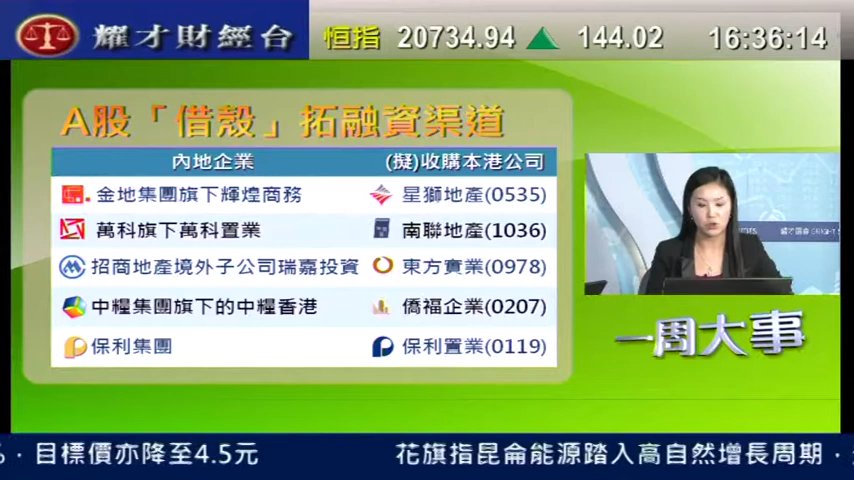 耀才財經台
恒指 20734.94 144.02 16:36:14
A股「借殼」拓融資渠道
內地企業 (擬)收購本港公司
金地集團旗下輝煌商務 星獅地產(0535)
萬科旗下萬科置業 南聯地產(1036)
招商地產境外子公司瑞嘉投資 東方實業(0978)
中糧集團旗下的中糧香港 僑福企業(0207)
保利集團 保利置業(0119)
一周大事
·目標價亦降至4.5元 花旗指昆侖能源踏入高自然增長周期·